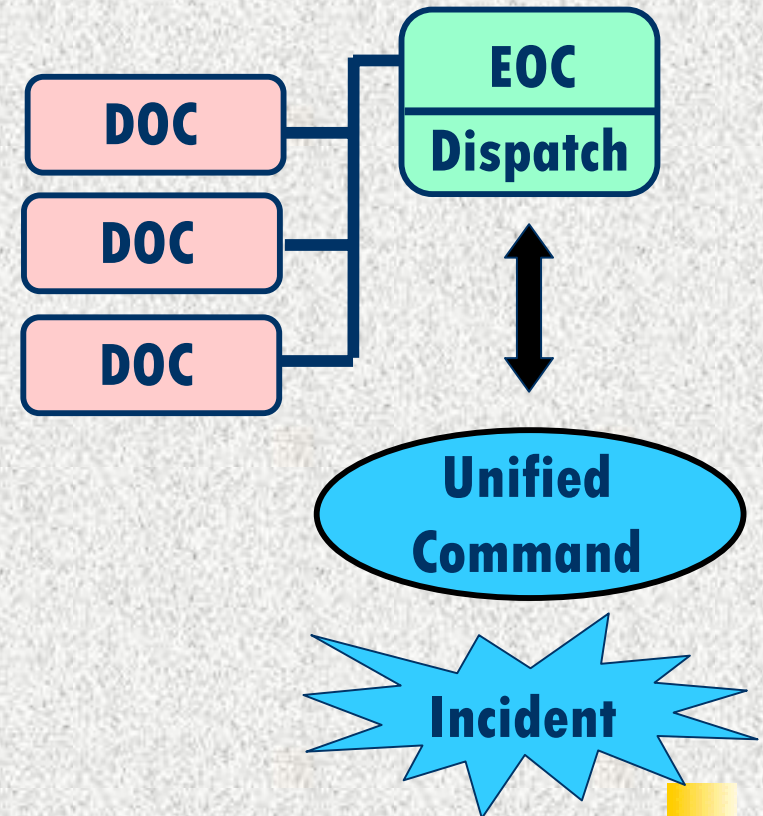 EOC
Dispatch
DOC
DOC
DOC
Unified
Command
Incident